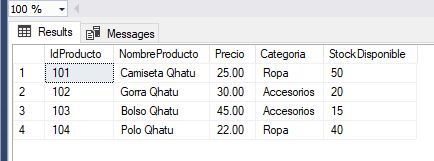 100 %
Results Messages
IdProducto NombreProducto Precio Categoria StockDisponible
1 101 Camiseta Qhatu 25.00 Ropa 50
2 102 Gorra Qhatu 30.00 Accesorios 20
3 103 Bolso Qhatu 45.00 Accesorios 15
4 104 Polo Qhatu 22.00 Ropa 40